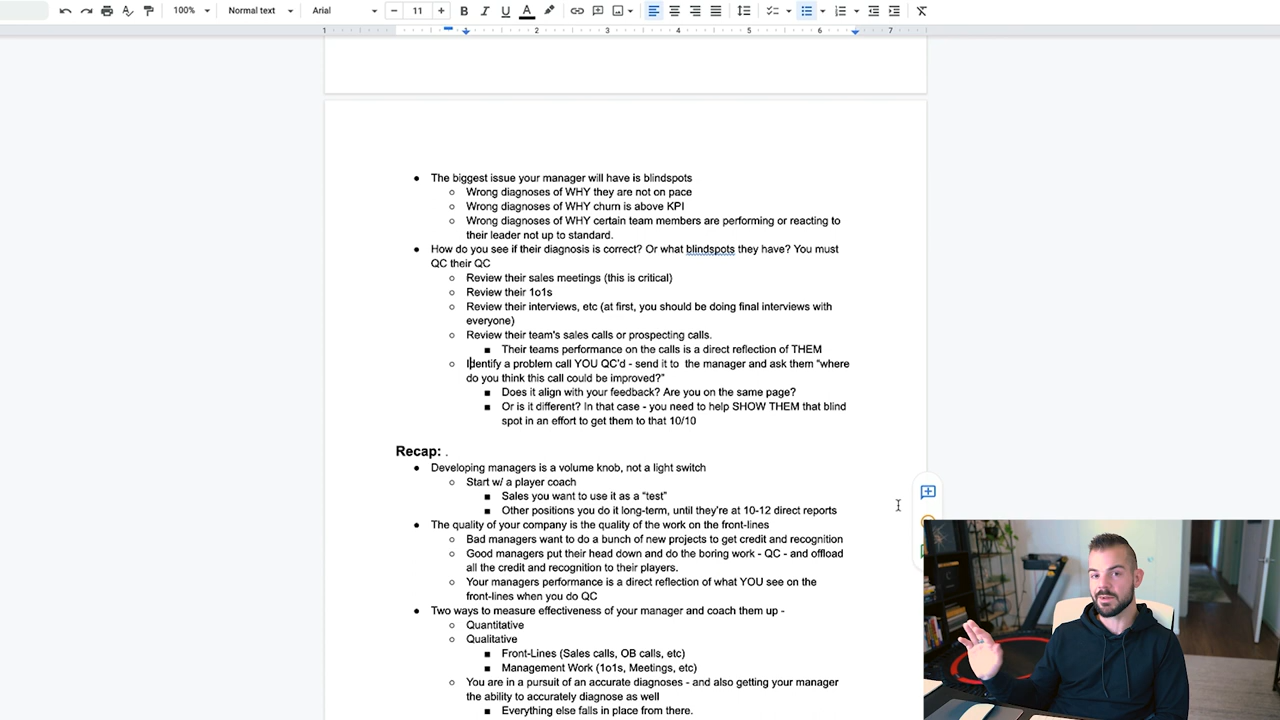 100%
Normal text
Arial
11
B I U A
1 1 2 3 4 5 6 7
● The biggest issue your manager will have is blindspots
○ Wrong diagnoses of WHY they are not on pace
○ Wrong diagnoses of WHY churn is above KPI
○ Wrong diagnoses of WHY certain team members are performing or reacting to
their leader not up to standard.
● How do you see if their diagnosis is correct? Or what blindspots they have? You must
QC their QC
○ Review their sales meetings (this is critical)
○ Review their 1o1s
○ Review their interviews, etc (at first, you should be doing final interviews with
everyone)
○ Review their team's sales calls or prospecting calls.
■ Their teams performance on the calls is a direct reflection of THEM
○ Identify a problem call YOU QC'd - send it to the manager and ask them “where
do you think this call could be improved?”
■ Does it align with your feedback? Are you on the same page?
■ Or is it different? In that case - you need to help SHOW THEM that blind
spot in an effort to get them to that 10/10
Recap: .
● Developing managers is a volume knob, not a light switch
○ Start w/ a player coach
■ Sales you want to use it as a “test”
■ Other positions you do it long-term, until they're at 10-12 direct reports
● The quality of your company is the quality of the work on the front-lines
○ Bad managers want to do a bunch of new projects to get credit and recognition
○ Good managers put their head down and do the boring work - QC - and offload
all the credit and recognition to their players.
○ Your managers performance is a direct reflection of what YOU see on the
front-lines when you do QC
● Two ways to measure effectiveness of your manager and coach them up -
○ Quantitative
○ Qualitative
■ Front-Lines (Sales calls, OB calls, etc)
■ Management Work (1o1s, Meetings, etc)
○ You are in a pursuit of an accurate diagnoses - and also getting your manager
the ability to accurately diagnose as well
■ Everything else falls in place from there.